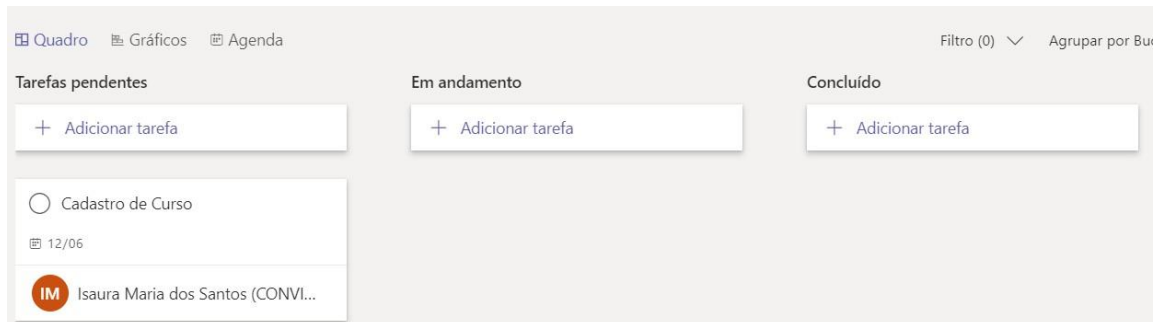 Quadro Gráficos Agenda Filtro (0) Agrupar por Buc
Tarefas pendentes Em andamento Concluído
+ Adicionar tarefa + Adicionar tarefa + Adicionar tarefa
Cadastro de Curso
12/06
IM Isaura Maria dos Santos (CONVI...